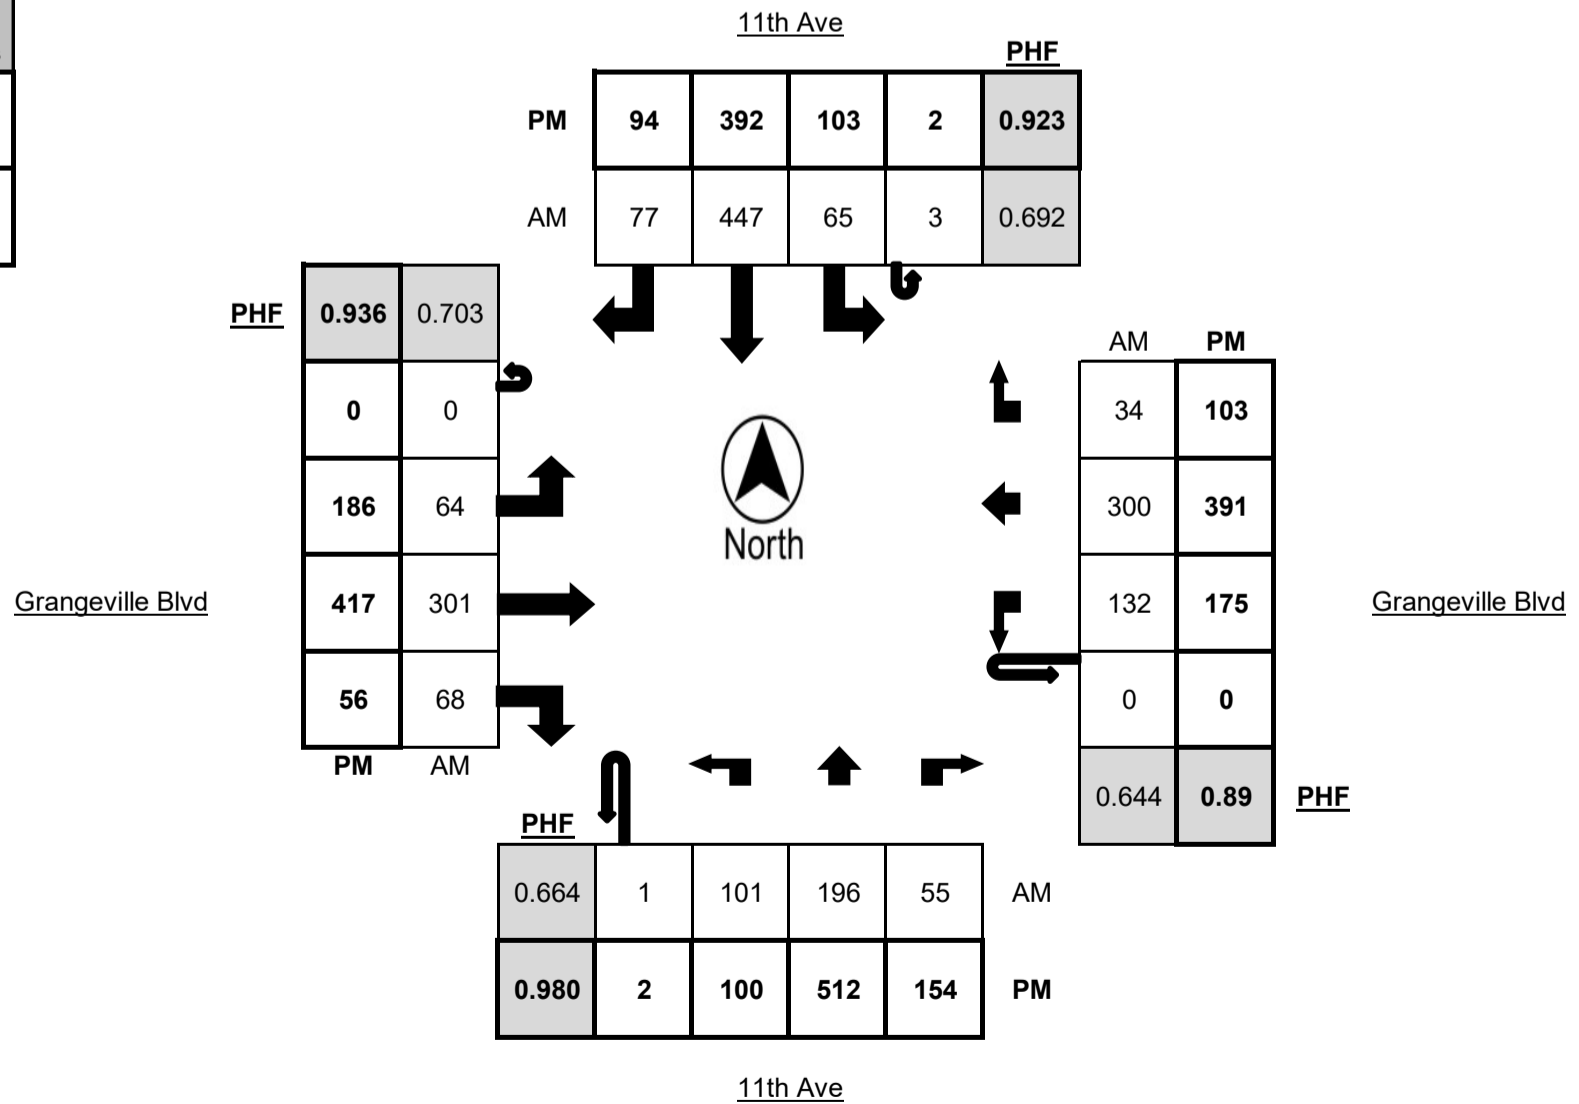 11th Ave
PHF
PM 94 392 103 2 0.923
AM 77 447 65 3 0.692
PHF 0.936 0.703
0 0
186 64
Grangeville Blvd 417 301
56 68
PM AM
North
AM PM
34 103
300 391
132 175 Grangeville Blvd
0 0
0.644 0.89 PHF
PHF
0.664 1 101 196 55 AM
0.980 2 100 512 154 PM
11th Ave